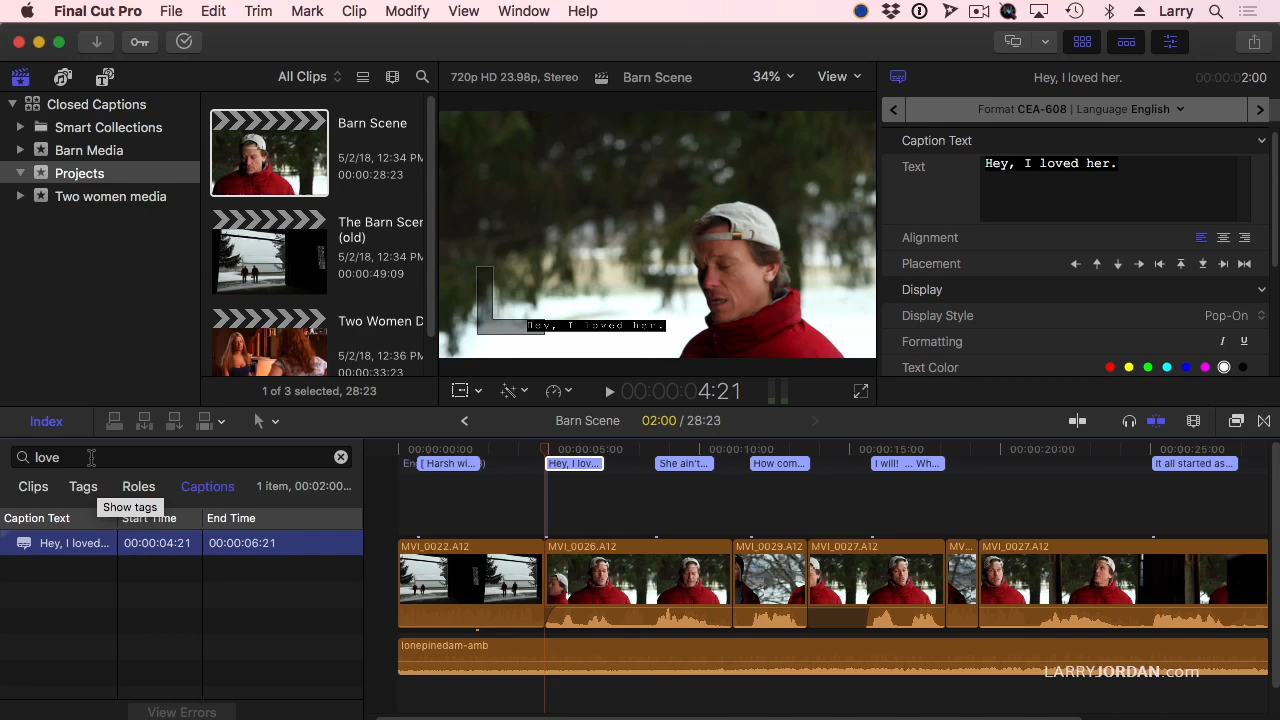 Final Cut Pro File Edit Trim Mark Clip Modify View Window Help Larry
All Clips
720p HD 23.98p, Stereo Barn Scene 34% View
Hey, I loved her. 00:00:02:00
Closed Captions
Smart Collections
Barn Media
Projects
Two women media
Barn Scene
5/2/18, 12:34 PM
00:00:28:23
The Barn Scen
(old)
5/2/18, 12:34 PM
00:00:49:09
Two Women D
5/2/18, 12:36 PM
00:00:33:23
1 of 3 selected, 28:23
Hey, I loved her.
00:00:04:21
Format CEA-608 | Language English
Caption Text
Text Hey, I loved her.
Alignment
Placement
Display
Display Style Pop-On
Formatting I U
Text Color
Index Barn Scene 02:00 / 28:23
love
Clips Tags Roles Captions 1 item, 00:02:00...
Show tags
Caption Text Start Time End Time
Hey, I loved... 00:00:04:21 00:00:06:21
View Errors
00:00:00:00 00:00:05:00 00:00:10:00 00:00:15:00 00:00:20:00 00:00:25:00
[ Harsh wi... Hey, I lov... She ain't... How com... I will! ... Wh... It all started as...
MVI_0022.A12 MVI_0026.A12 MVI_0029.A12 MVI_0027.A12 MV... MVI_0027.A12
lonepinedam-amb
LARRYJORDAN.com